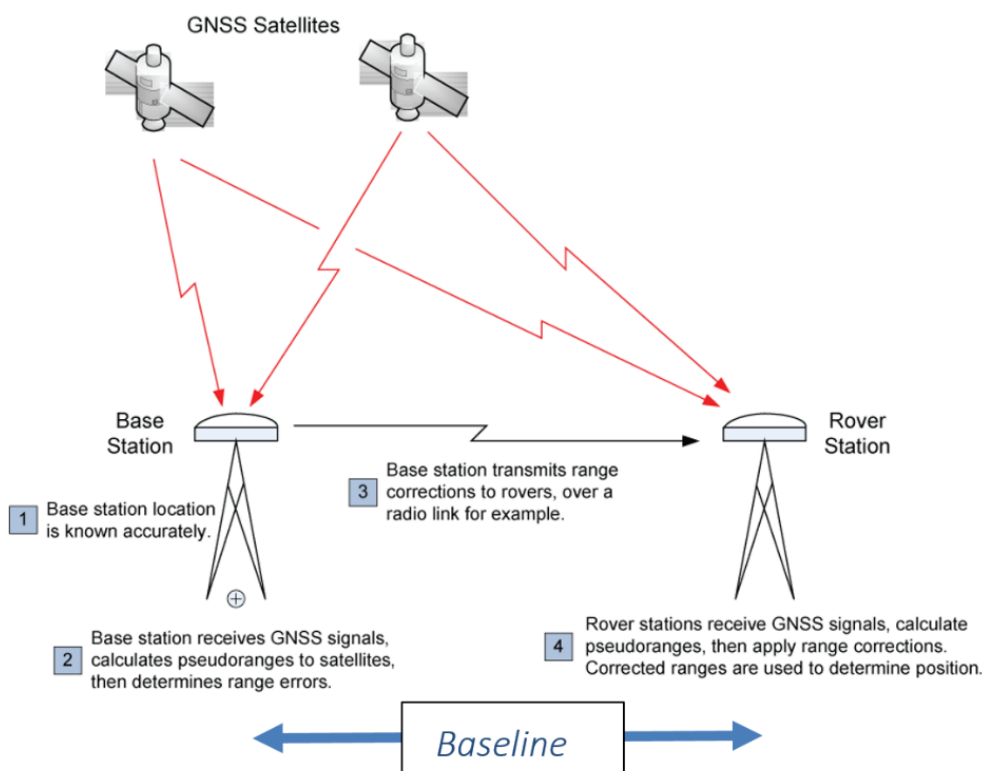 GNSS Satellites
Base
Station
Rover
Station
1
Base station location
is known accurately.
3
Base station transmits range
corrections to rovers, over a
radio link for example.
2
Base station receives GNSS signals,
calculates pseudoranges to satellites,
then determines range errors.
4
Rover stations receive GNSS signals, calculate
pseudoranges, then apply range corrections.
Corrected ranges are used to determine position.
Baseline